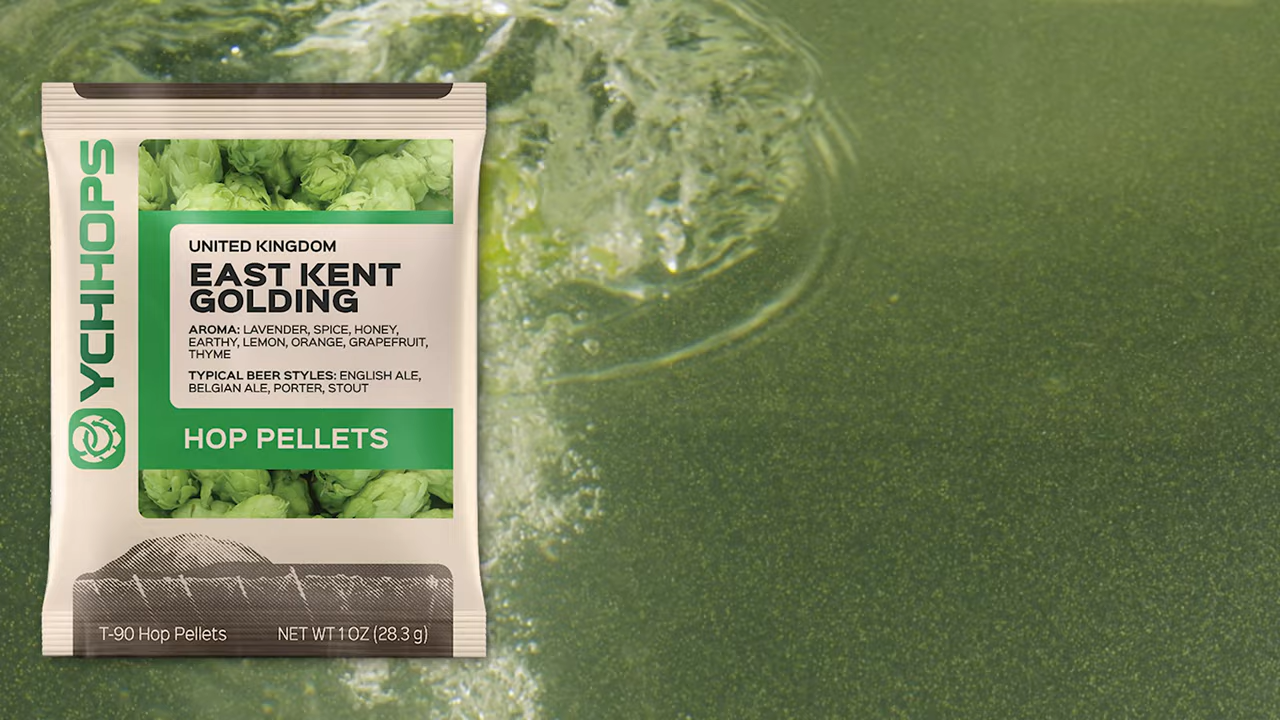 YCHHOPS
UNITED KINGDOM
EAST KENT
GOLDING
AROMA: LAVENDER, SPICE, HONEY,
EARTHY, LEMON, ORANGE, GRAPEFRUIT,
THYME
TYPICAL BEER STYLES: ENGLISH ALE,
BELGIAN ALE, PORTER, STOUT
HOP PELLETS
T-90 Hop Pellets NET WT 1 OZ (28.3 g)